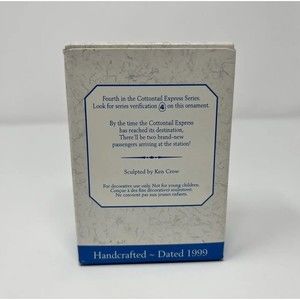 Fourth in the Cottontail Express Series.
Look for series verification 4 on this ornament.
By the time the Cottontail Express
has reached its destination,
There'll be two brand-new
passengers arriving at the station!
Sculpted by Ken Crow
For decorative use only. Not for young children.
Conçue à des fins décoratives seulement.
Ne convient pas aux jeunes enfants.
Handcrafted ~ Dated 1999